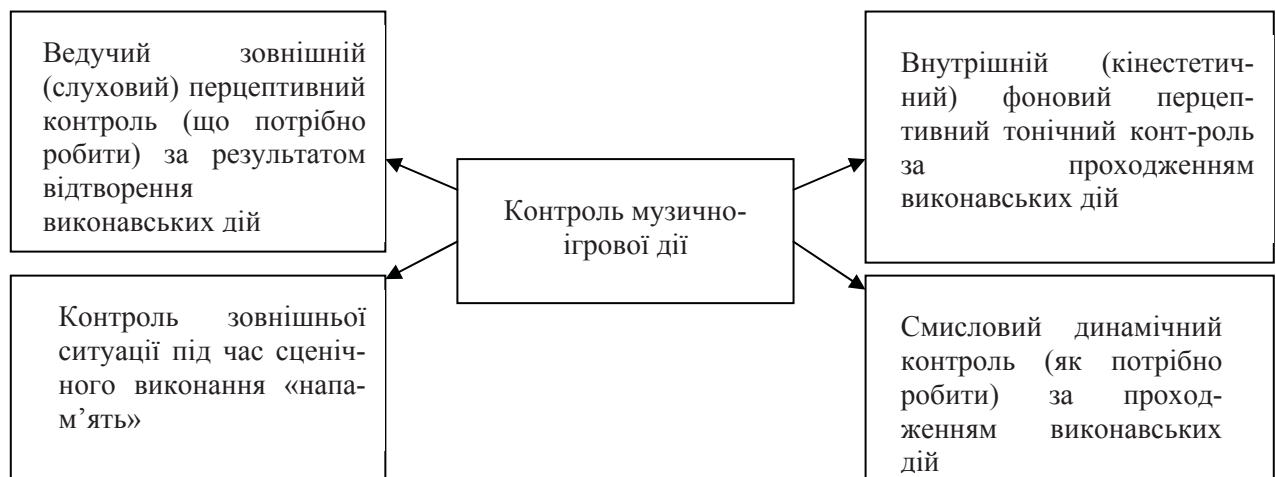 Ведучий зовнішній
(слуховий) перцептивний
контроль (що потрібно
робити) за результатом
відтворення
виконавських дій
Внутрішній (кінестетич-
ний) фоновий перцеп-
тивний тонічний конт-роль
за проходженням
виконавських дій
Контроль музично-
ігрової дії
Контроль зовнішньої
ситуації під час сценіч-
ного виконання «напа-
м’ять»
Смисловий динамічний
контроль (як потрібно
робити) за проход-
женням виконавських
дій